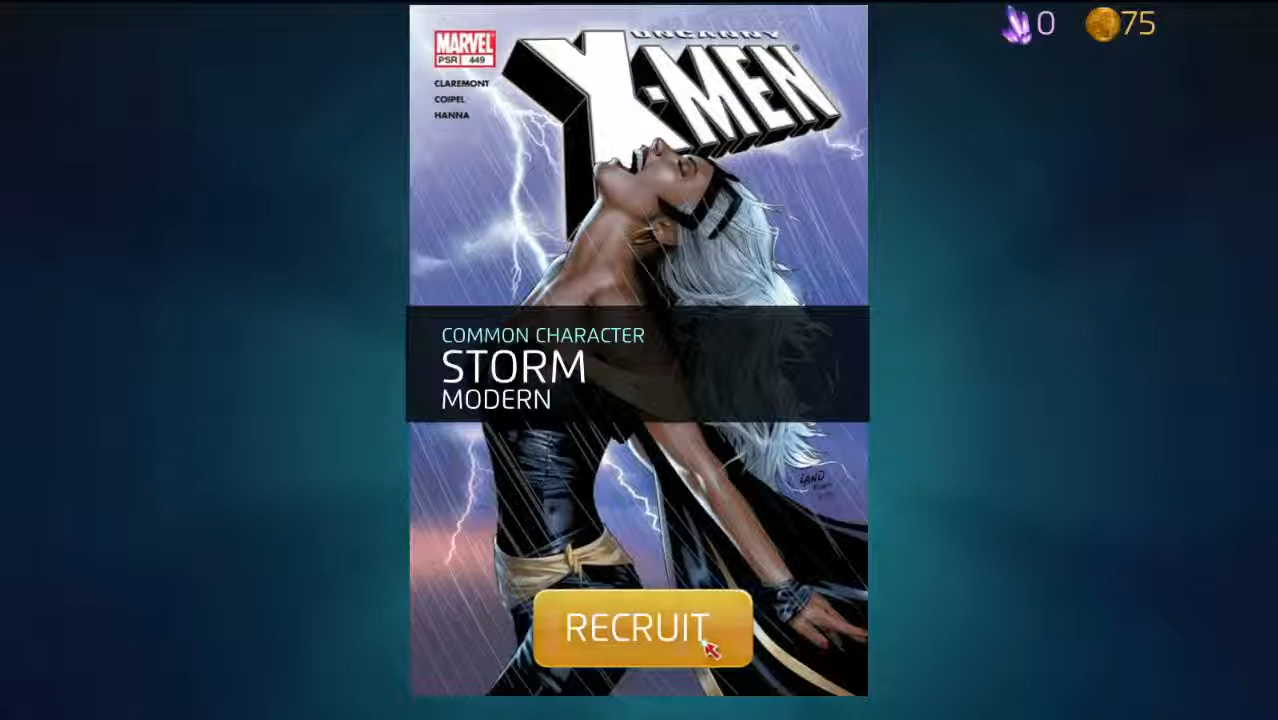 MARVEL
PSR 449
CLAREMONT
COIPEL
HANNA
UNCANNY
X-MEN
0
75
COMMON CHARACTER
STORM
MODERN
LAND
RECRUIT